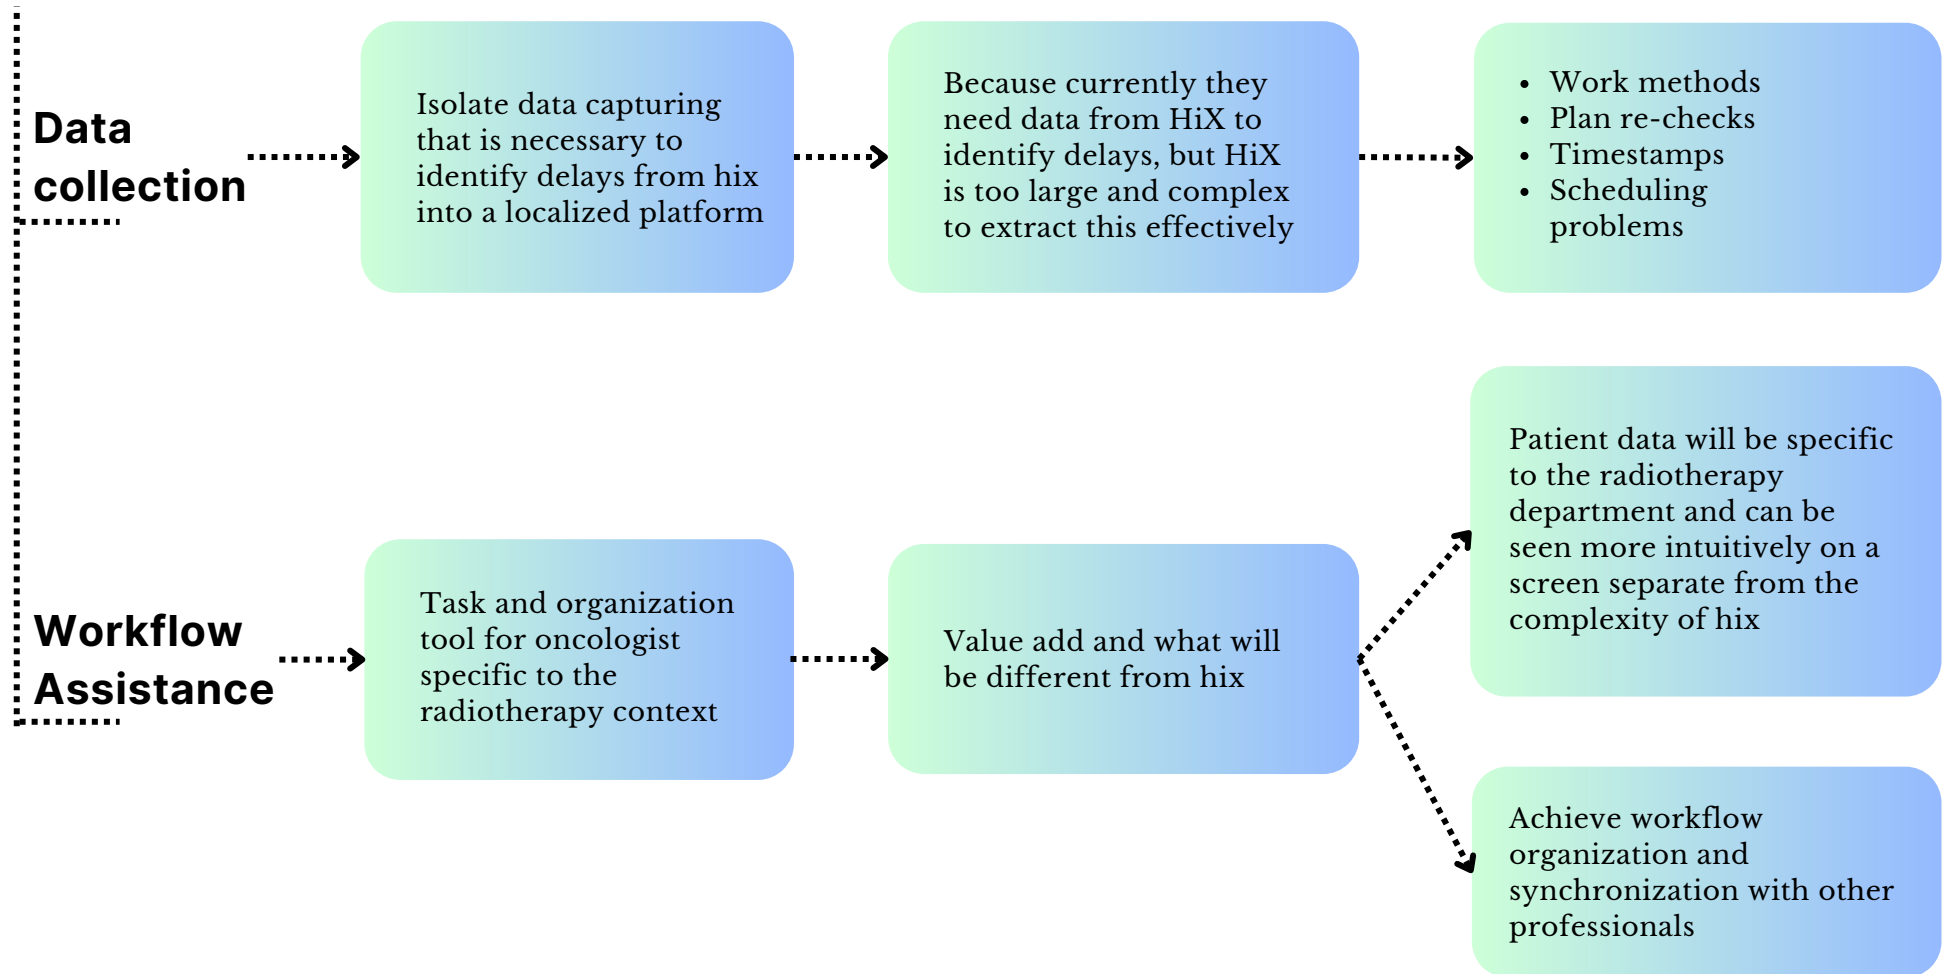 Data
collection
Isolate data capturing
that is necessary to
identify delays from hix
into a localized platform
Because currently they
need data from HiX to
identify delays, but HiX
is too large and complex
to extract this effectively
• Work methods
• Plan re-checks
• Timestamps
• Scheduling
problems
Workflow
Assistance
Task and organization
tool for oncologist
specific to the
radiotherapy context
Value add and what will
be different from hix
Patient data will be specific
to the radiotherapy
department and can be
seen more intuitively on a
screen separate from the
complexity of hix
Achieve workflow
organization and
synchronization with other
professionals